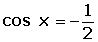 cos x = -1/2